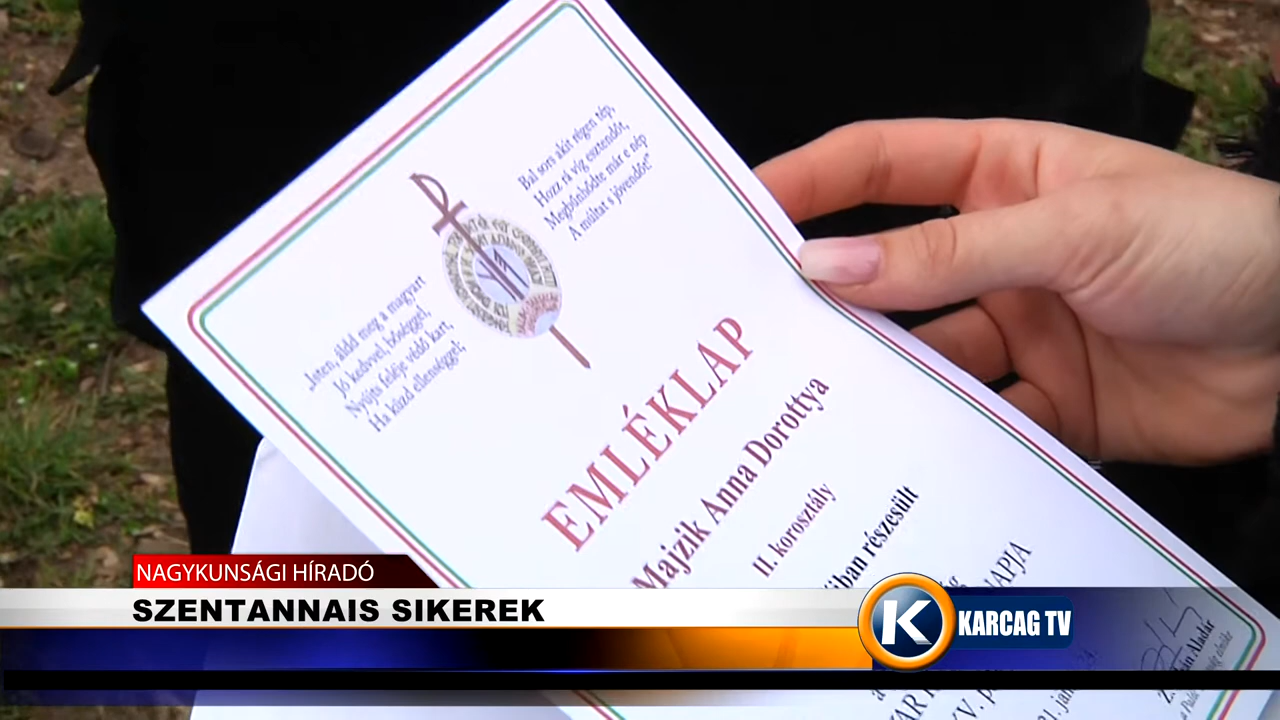 Bal sors akit régen tép,
Hozz rá víg esztendőt,
Megbűnhődte már e nép
A múltat s jövendőt!"
„Isten, áldd meg a magyart
Jó kedvvel, bőséggel,
Nyújts feléje védő kart,
Ha küzd ellenséggel;
EMLÉKLAP
Majzik Anna Dorottya
II. korosztály
részesült
NAGYKUNSÁGI HÍRADÓ
SZENTANNAIS SIKEREK
K KARCAG TV
Aladár